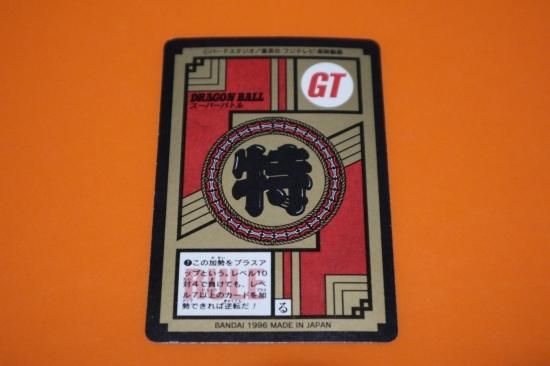 ©バードスタジオ／集英社・フジテレビ・東映動画
GT
DRAGON BALL
スーパーバトル
特
RULE
❼この加勢をプラスア
ップという。レベル10
対4で負けても、レベ
ル7以上のカードを加
勢できれば逆転だ！
る
BANDAI 1996 MADE IN JAPAN